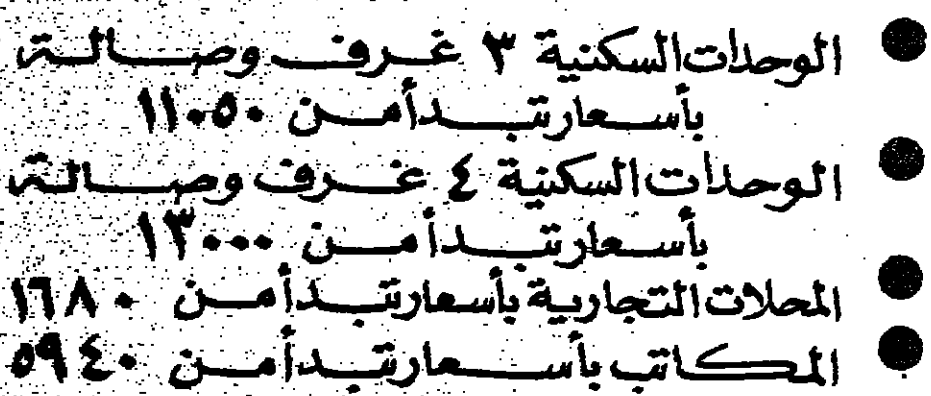 ● الوحدات السكنية ٣ غرف وصالة
بأسعار تبدأ من ١١٠٥٠
● الوحدات السكنية ٤ غرف وصالة
بأسعار تبدأ من ١٣٠٠٠
● المحلات التجارية بأسعار تبدأ من ١٦٨٠
● المكاتب بأسعار تبدأ من ٥٩٤٠